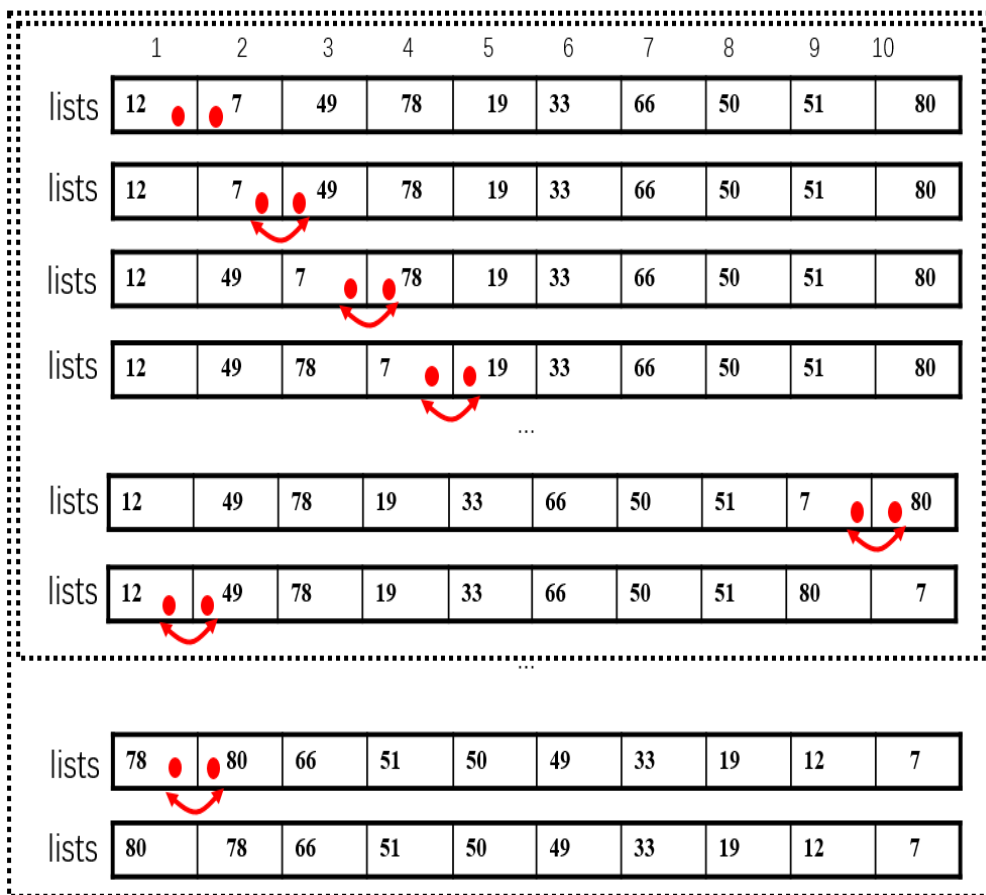 1 2 3 4 5 6 7 8 9 10
lists 12 7 49 78 19 33 66 50 51 80
lists 12 7 49 78 19 33 66 50 51 80
lists 12 49 7 78 19 33 66 50 51 80
lists 12 49 78 7 19 33 66 50 51 80
...
lists 12 49 78 19 33 66 50 51 7 80
lists 12 49 78 19 33 66 50 51 80 7
...
lists 78 80 66 51 50 49 33 19 12 7
lists 80 78 66 51 50 49 33 19 12 7